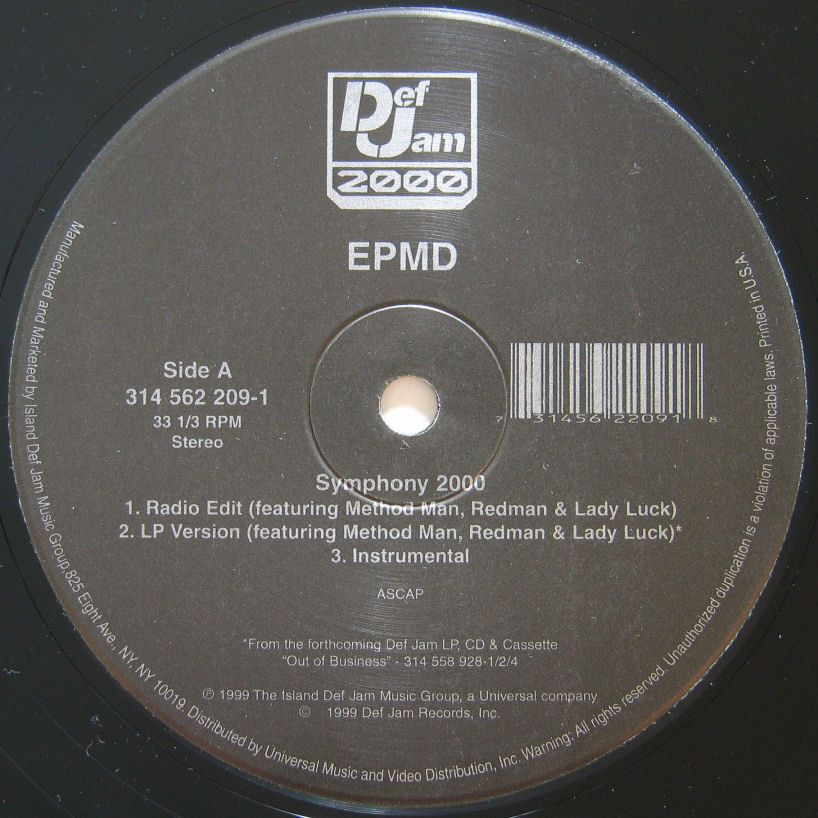 Def Jam
2000
EPMD
Side A
314 562 209-1
33 1/3 RPM
Stereo
7 31456 22091 8
Symphony 2000
1. Radio Edit (featuring Method Man, Redman & Lady Luck)
2. LP Version (featuring Method Man, Redman & Lady Luck)*
3. Instrumental
ASCAP
*From the forthcoming Def Jam LP, CD & Cassette
"Out of Business" - 314 558 928-1/2/4
℗ 1999 The Island Def Jam Music Group, a Universal company
© 1999 Def Jam Records, Inc.
Manufactured and Marketed by Island Def Jam Music Group,825 Eight Ave., NY, NY 10019. Distributed by Universal Music and Video Distribution, Inc. Warning: All rights reserved. Unauthorized duplication is a violation of applicable laws. Printed in U.S.A.